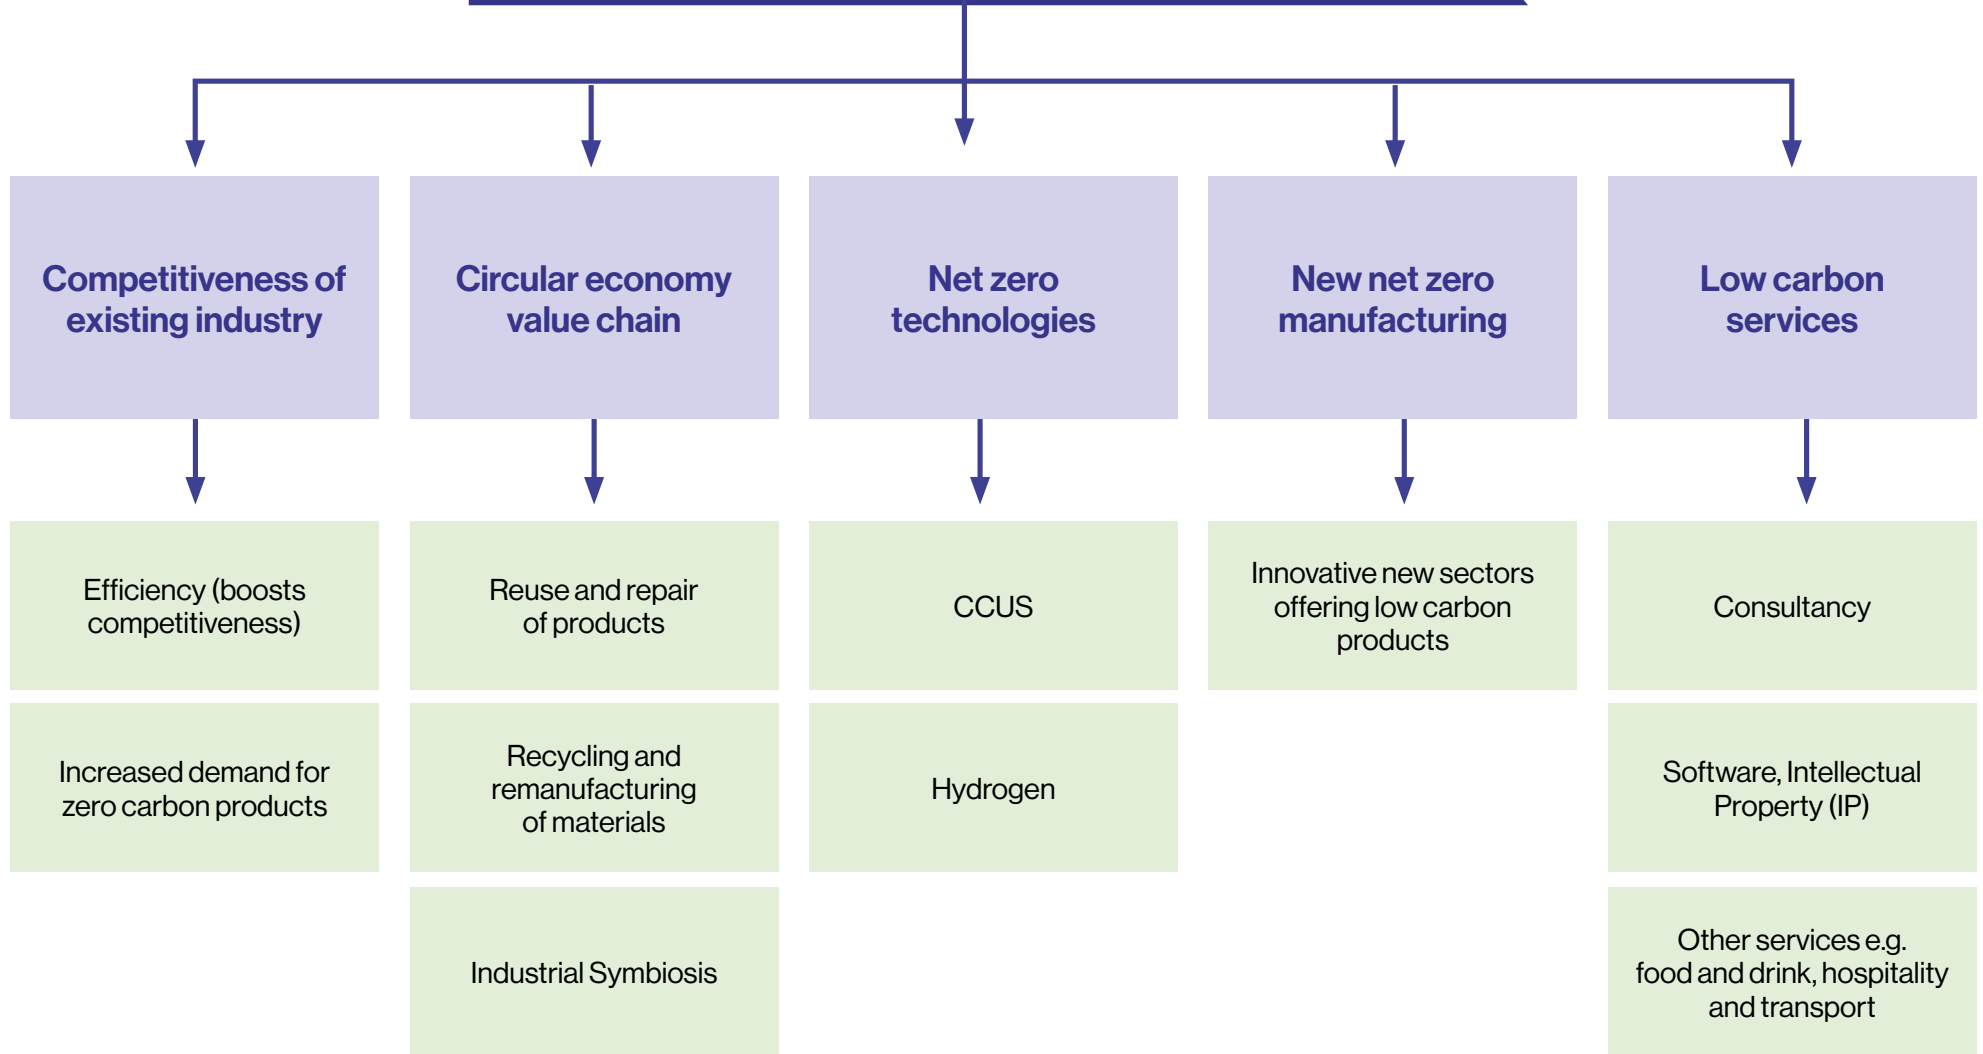 Competitiveness of
existing industry
Circular economy
value chain
Net zero
technologies
New net zero
manufacturing
Low carbon
services
Efficiency (boosts
competitiveness)
Reuse and repair
of products
CCUS
Innovative new sectors
offering low carbon
products
Consultancy
Increased demand for
zero carbon products
Recycling and
remanufacturing
of materials
Hydrogen
Software, Intellectual
Property (IP)
Industrial Symbiosis
Other services e.g.
food and drink, hospitality
and transport